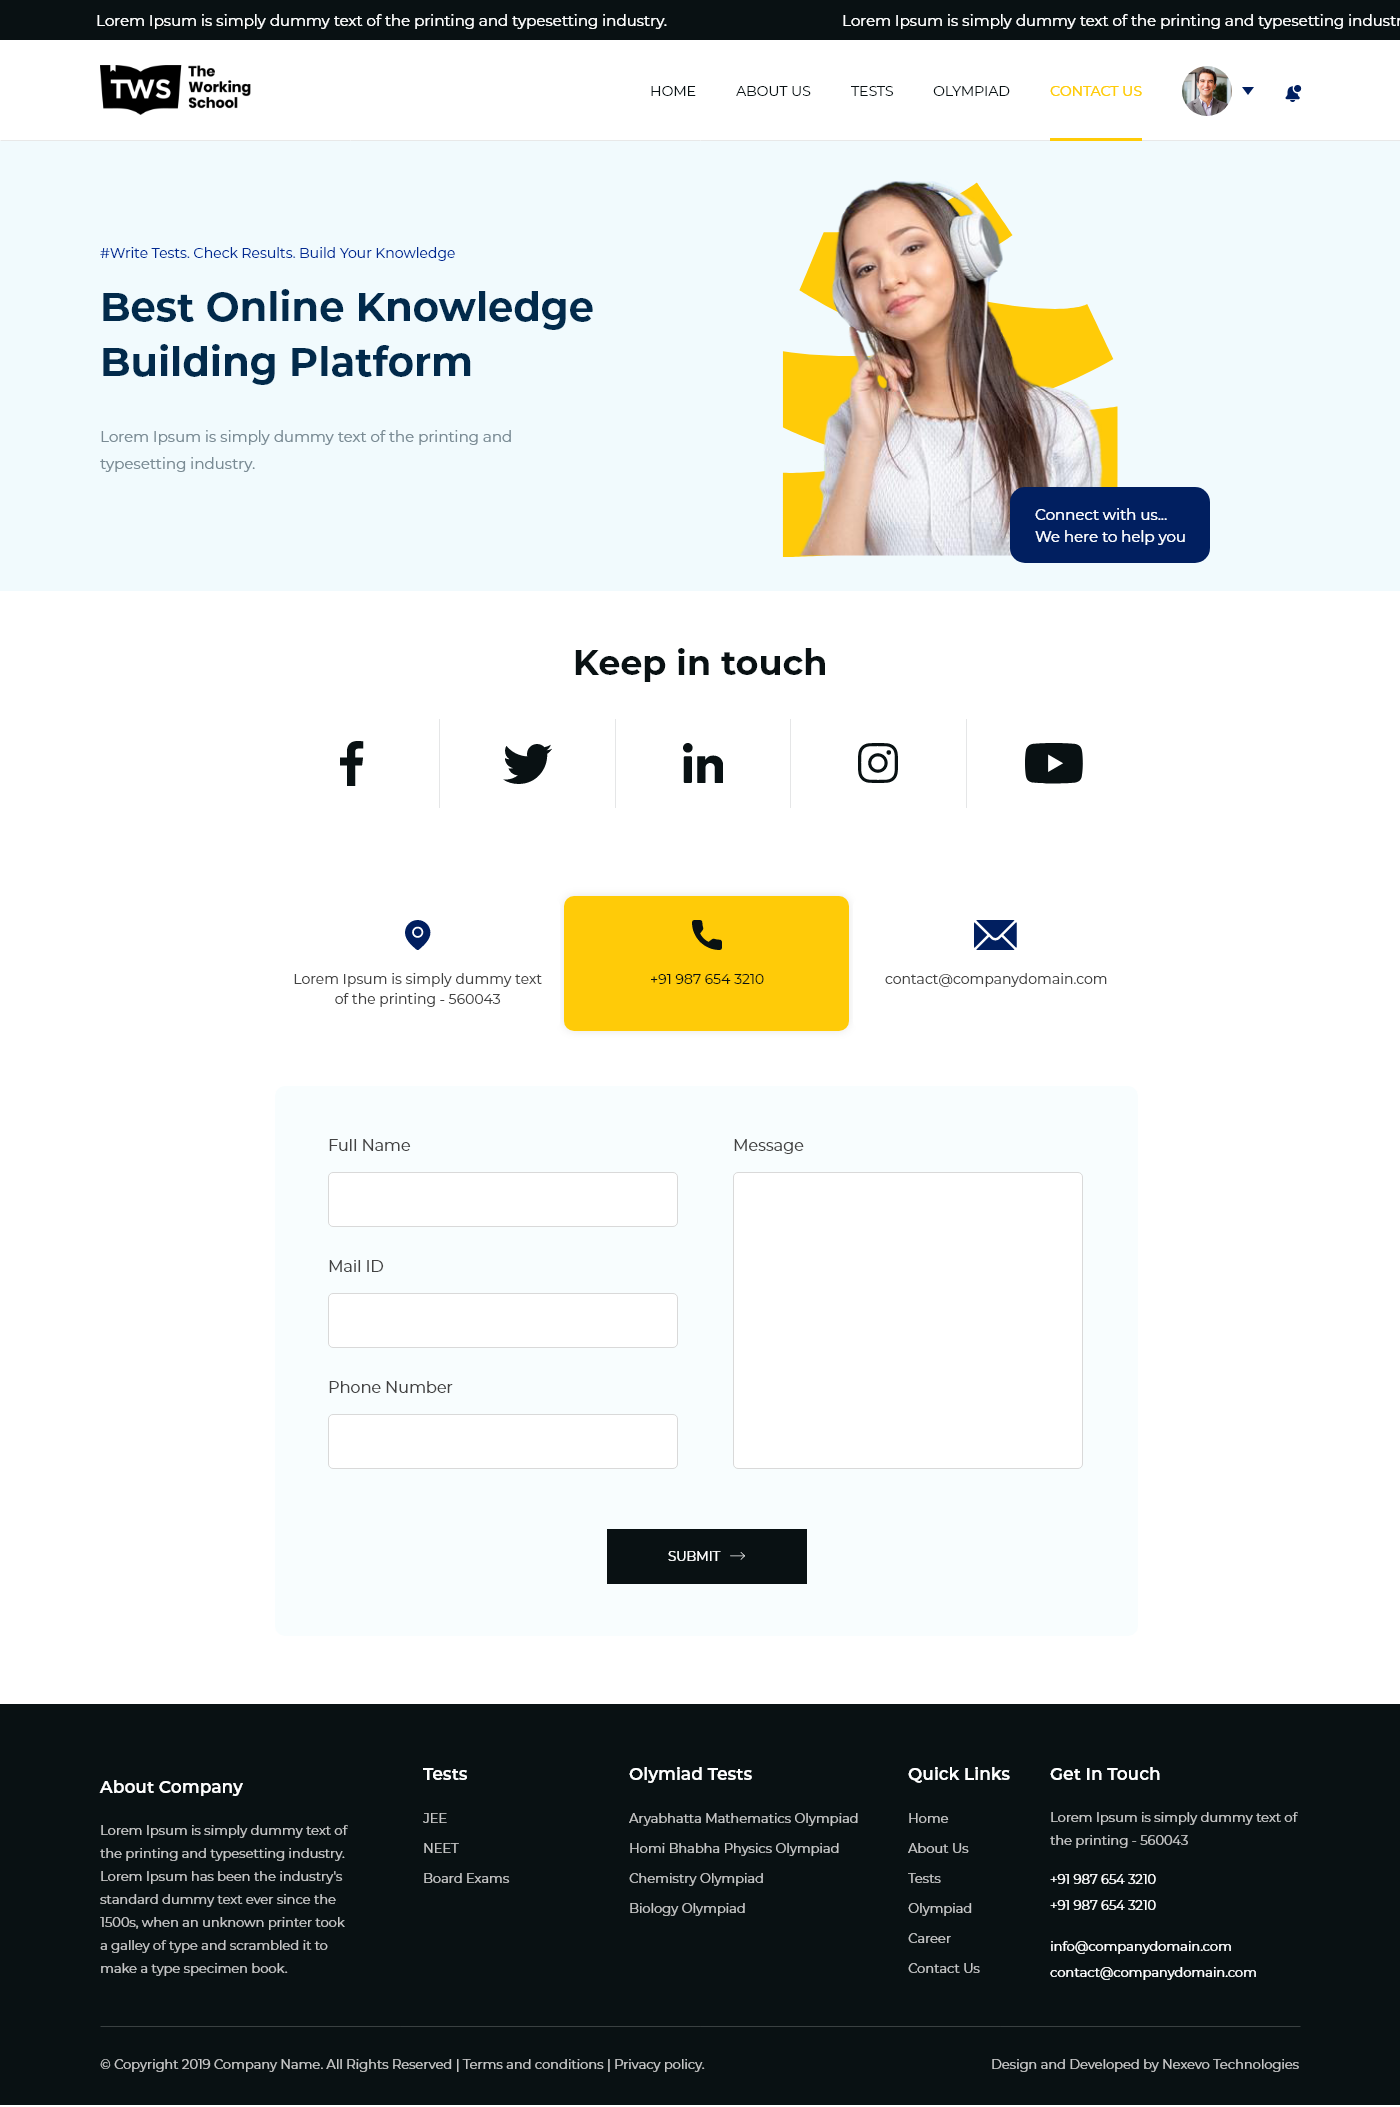 Lorem Ipsum is simply dummy text of the printing and typesetting industry.
Lorem Ipsum is simply dummy text of the printing and typesetting industr
TWS
The
Working
School
HOME
ABOUT US
TESTS
OLYMPIAD
CONTACT US
#Write Tests. Check Results. Build Your Knowledge
Best Online Knowledge
Building Platform
Lorem Ipsum is simply dummy text of the printing and
typesetting industry.
Connect with us...
We here to help you
Keep in touch
Lorem Ipsum is simply dummy text
of the printing - 560043
+91 987 654 3210
contact@companydomain.com
Full Name
Mail ID
Phone Number
Message
SUBMIT
About Company
Lorem Ipsum is simply dummy text of
the printing and typesetting industry.
Lorem Ipsum has been the industry's
standard dummy text ever since the
1500s, when an unknown printer took
a galley of type and scrambled it to
make a type specimen book.
Tests
JEE
NEET
Board Exams
Olymiad Tests
Aryabhatta Mathematics Olympiad
Homi Bhabha Physics Olympiad
Chemistry Olympiad
Biology Olympiad
Quick Links
Home
About Us
Tests
Olympiad
Career
Contact Us
Get In Touch
Lorem Ipsum is simply dummy text of
the printing - 560043
+91 987 654 3210
+91 987 654 3210
info@companydomain.com
contact@companydomain.com
© Copyright 2019 Company Name. All Rights Reserved | Terms and conditions | Privacy policy.
Design and Developed by Nexevo Technologies